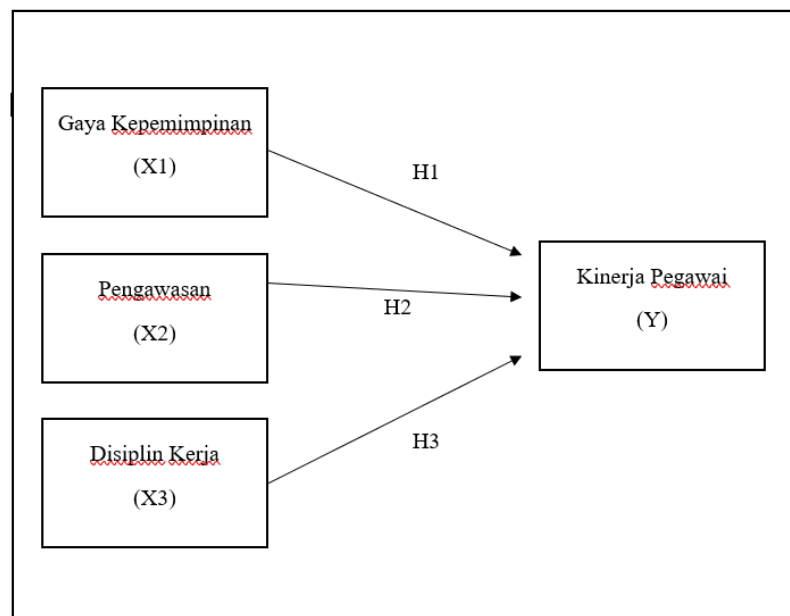 Gaya Kepemimpinan
(X1)
H1
Pengawasan
(X2)
H2
Kinerja Pegawai
(Y)
Disiplin Kerja
(X3)
H3